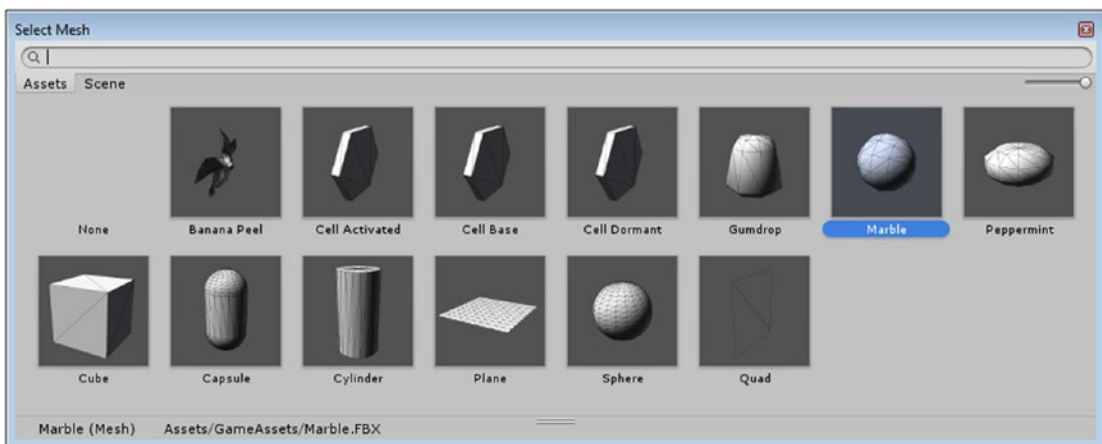 Select Mesh
Assets Scene
None Banana Peel Cell Activated Cell Base Cell Dormant Gumdrop Marble Peppermint
Cube Capsule Cylinder Plane Sphere Quad
Marble (Mesh) Assets/GameAssets/Marble.FBX